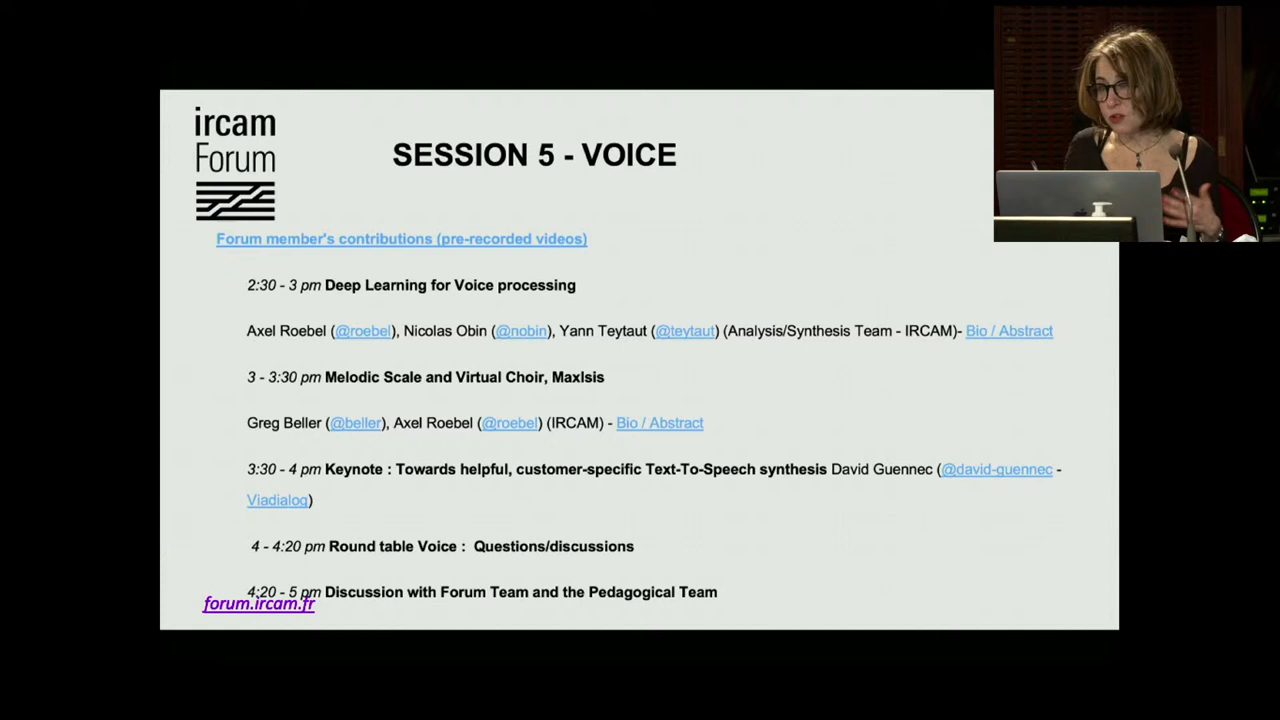 ircam
Forum
SESSION 5 - VOICE
Forum member's contributions (pre-recorded videos)
2:30 - 3 pm Deep Learning for Voice processing
Axel Roebel (@roebel), Nicolas Obin (@nobin), Yann Teytaut (@teytaut) (Analysis/Synthesis Team - IRCAM)- Bio / Abstract
3 - 3:30 pm Melodic Scale and Virtual Choir, MaxIsis
Greg Beller (@beller), Axel Roebel (@roebel) (IRCAM) - Bio / Abstract
3:30 - 4 pm Keynote : Towards helpful, customer-specific Text-To-Speech synthesis David Guennec (@david-guennec -
Viadialog)
4 - 4:20 pm Round table Voice : Questions/discussions
4:20 - 5 pm Discussion with Forum Team and the Pedagogical Team
forum.ircam.fr